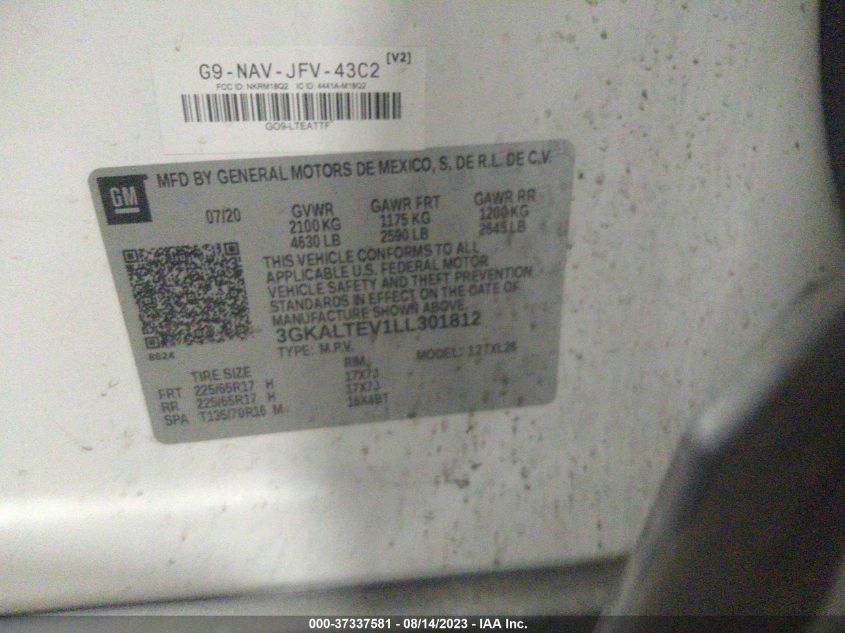 G9-NAV-JFV-43C2 [V2]
FCC ID: NKRM18Q2 IC ID: 4441A-M18Q2
GO9-LTEATTF
GM
MFD BY GENERAL MOTORS DE MEXICO, S. DE R.L. DE C.V.
07/20 GVWR GAWR FRT GAWR RR
2100 KG 1175 KG 1200 KG
4630 LB 2590 LB 2645 LB
THIS VEHICLE CONFORMS TO ALL
APPLICABLE U.S. FEDERAL MOTOR
VEHICLE SAFETY AND THEFT PREVENTION
STANDARDS IN EFFECT ON THE DATE OF
MANUFACTURE SHOWN ABOVE.
3GKALTEV1LL301812
8624
TYPE: M.P.V. MODEL: 12TXL26
TIRE SIZE RIM
FRT 225/65R17 H 17X7J
RR 225/65R17 H 17X7J
SPA T135/70R16 M 16X4BT
000-37337581 - 08/14/2023 - IAA Inc.